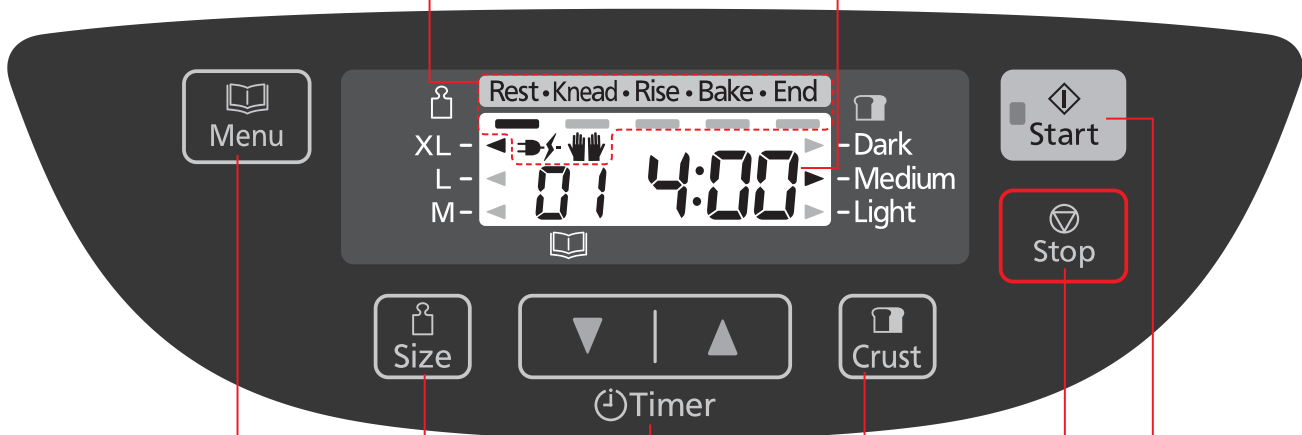 Menu
Rest • Knead • Rise • Bake • End
XL
L
M
01 4:00
Dark
Medium
Light
Start
Stop
Size
Crust
Timer